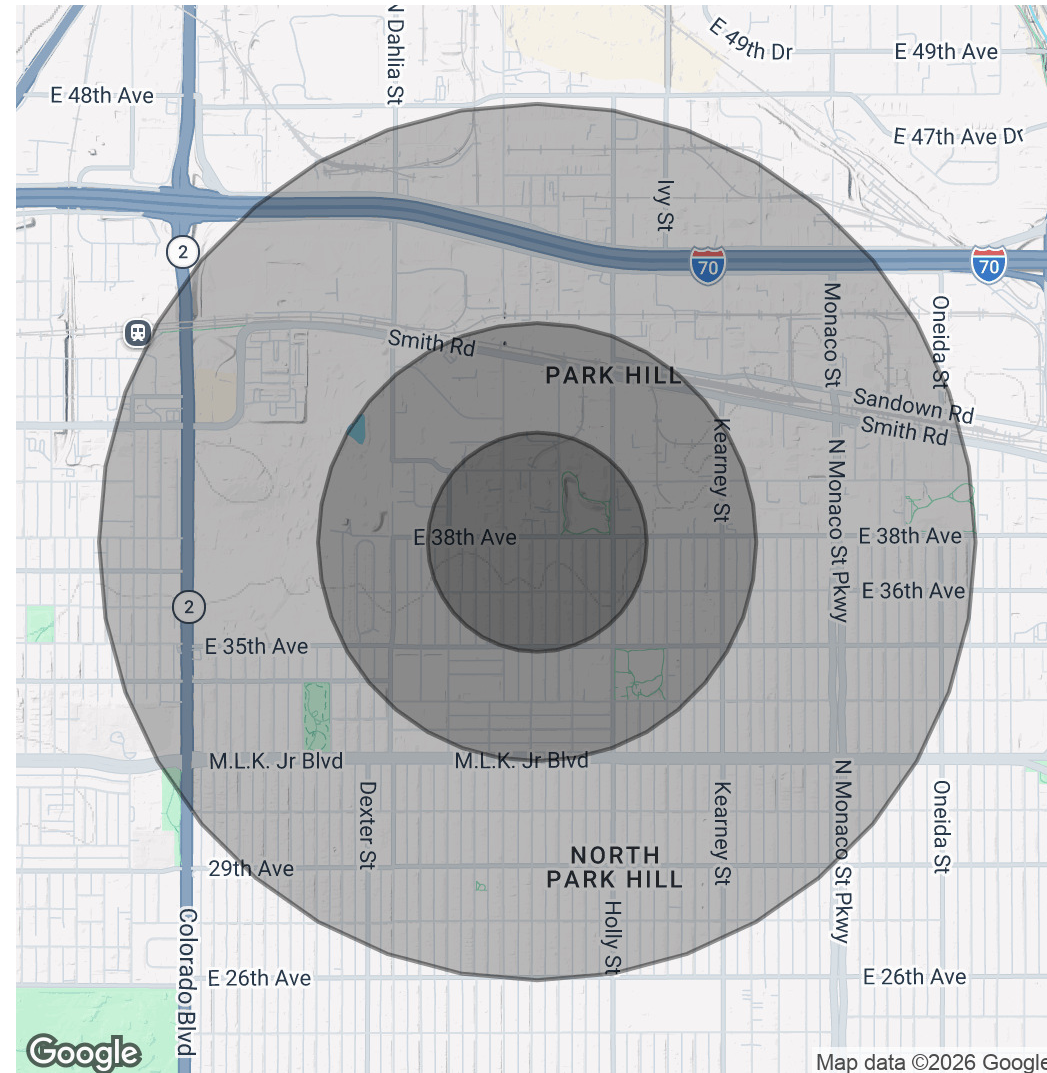 N Dahlia St
E 49th Dr
E 49th Ave
E 48th Ave
E 47th Ave Dr
Ivy St
2
70
70
Monaco St
Oneida St
Smith Rd
PARK HILL
Sandown Rd
Smith Rd
Kearney St
N Monaco St Pkwy
E 38th Ave
E 38th Ave
E 36th Ave
2
E 35th Ave
M.L.K. Jr Blvd
M.L.K. Jr Blvd
Dexter St
Kearney St
N Monaco St Pkwy
Oneida St
29th Ave
NORTH
PARK HILL
Holly St
Colorado Blvd
E 26th Ave
E 26th Ave
Google
Map data ©2026 Google